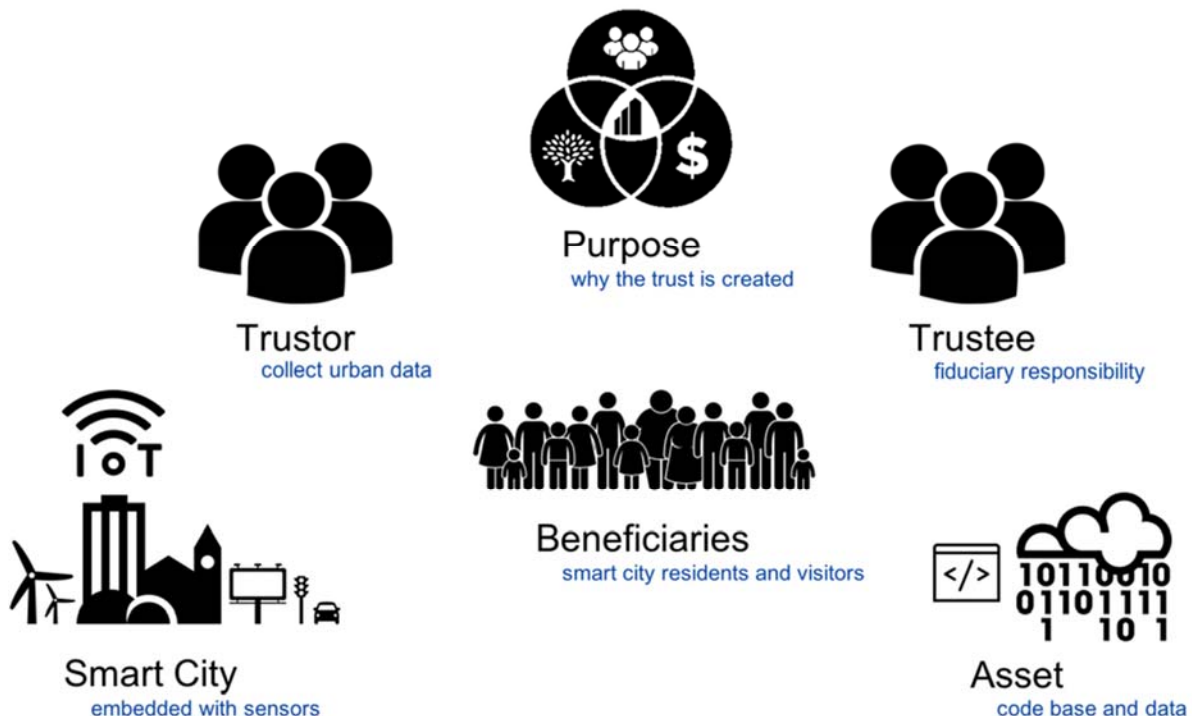 $
Purpose
why the trust is created
Trustor
collect urban data
Trustee
fiduciary responsibility
IoT
Beneficiaries
smart city residents and visitors
</>
10110010
01101111
1 10 1
Smart City
embedded with sensors
Asset
code base and data